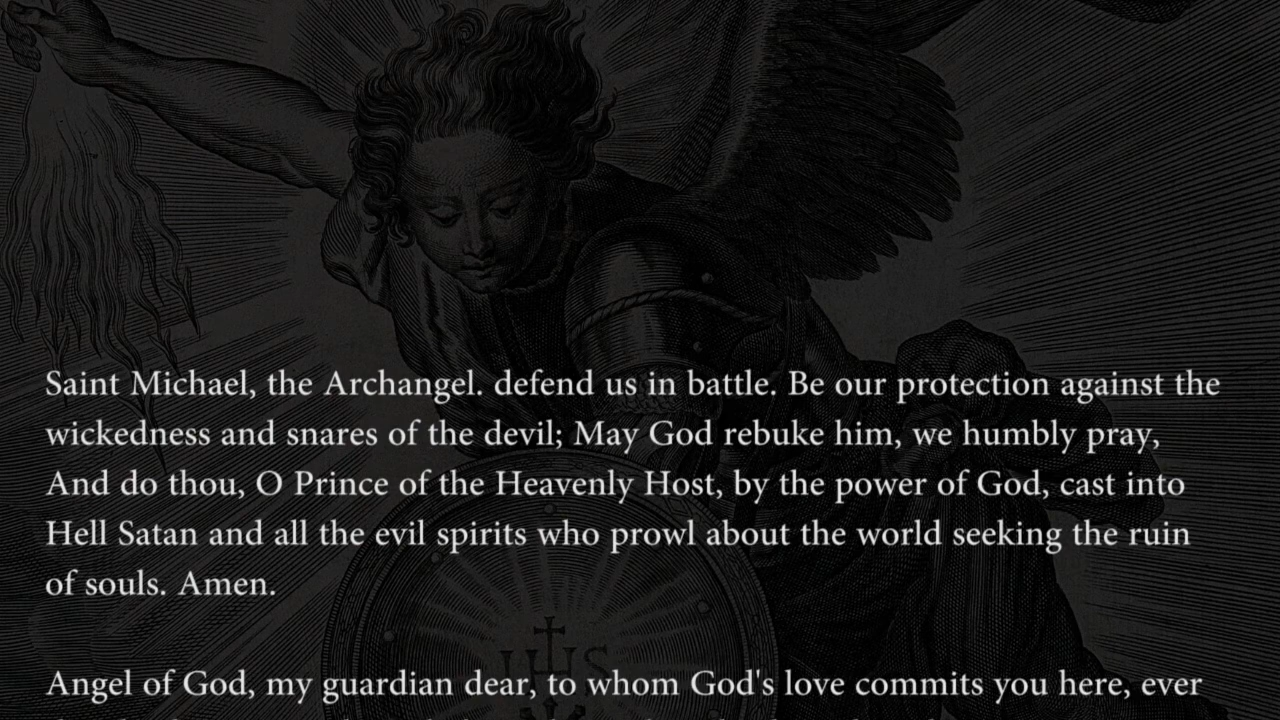 Saint Michael, the Archangel. defend us in battle. Be our protection against the
wickedness and snares of the devil; May God rebuke him, we humbly pray,
And do thou, O Prince of the Heavenly Host, by the power of God, cast into
Hell Satan and all the evil spirits who prowl about the world seeking the ruin
of souls. Amen.
IHS
Angel of God, my guardian dear, to whom God's love commits you here, ever